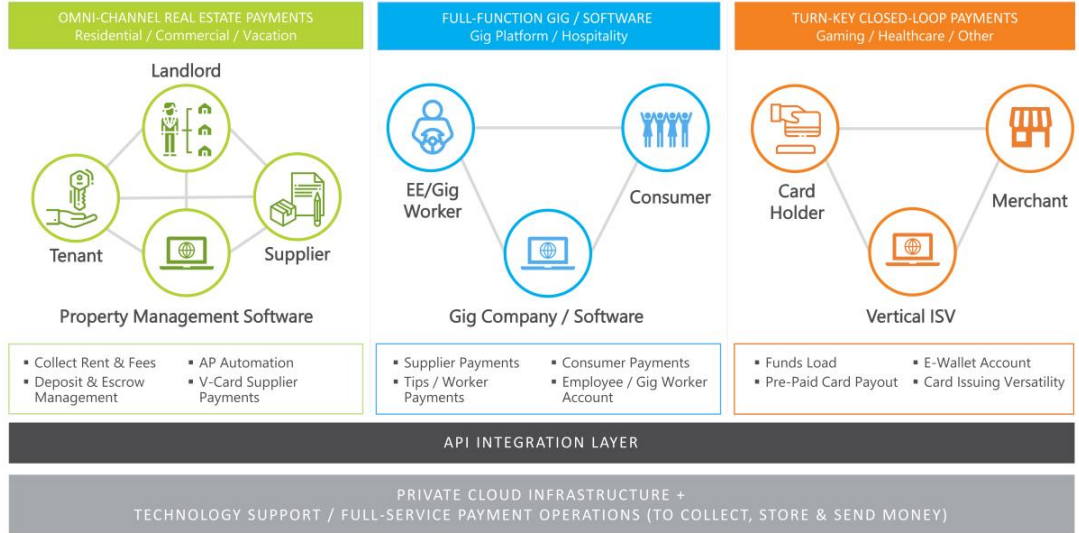 OMNI-CHANNEL REAL ESTATE PAYMENTS
Residential / Commercial / Vacation
Landlord
Tenant
Supplier
Property Management Software
▪ Collect Rent & Fees
▪ Deposit & Escrow
Management
▪ AP Automation
▪ V-Card Supplier
Payments
FULL-FUNCTION GIG / SOFTWARE
Gig Platform / Hospitality
EE/Gig
Worker
Consumer
Gig Company / Software
▪ Supplier Payments
▪ Tips / Worker
Payments
▪ Consumer Payments
▪ Employee / Gig Worker
Account
TURN-KEY CLOSED-LOOP PAYMENTS
Gaming / Healthcare / Other
Card
Holder
Merchant
Vertical ISV
▪ Funds Load
▪ Pre-Paid Card Payout
▪ E-Wallet Account
▪ Card Issuing Versatility
API INTEGRATION LAYER
PRIVATE CLOUD INFRASTRUCTURE +
TECHNOLOGY SUPPORT / FULL-SERVICE PAYMENT OPERATIONS (TO COLLECT, STORE & SEND MONEY)